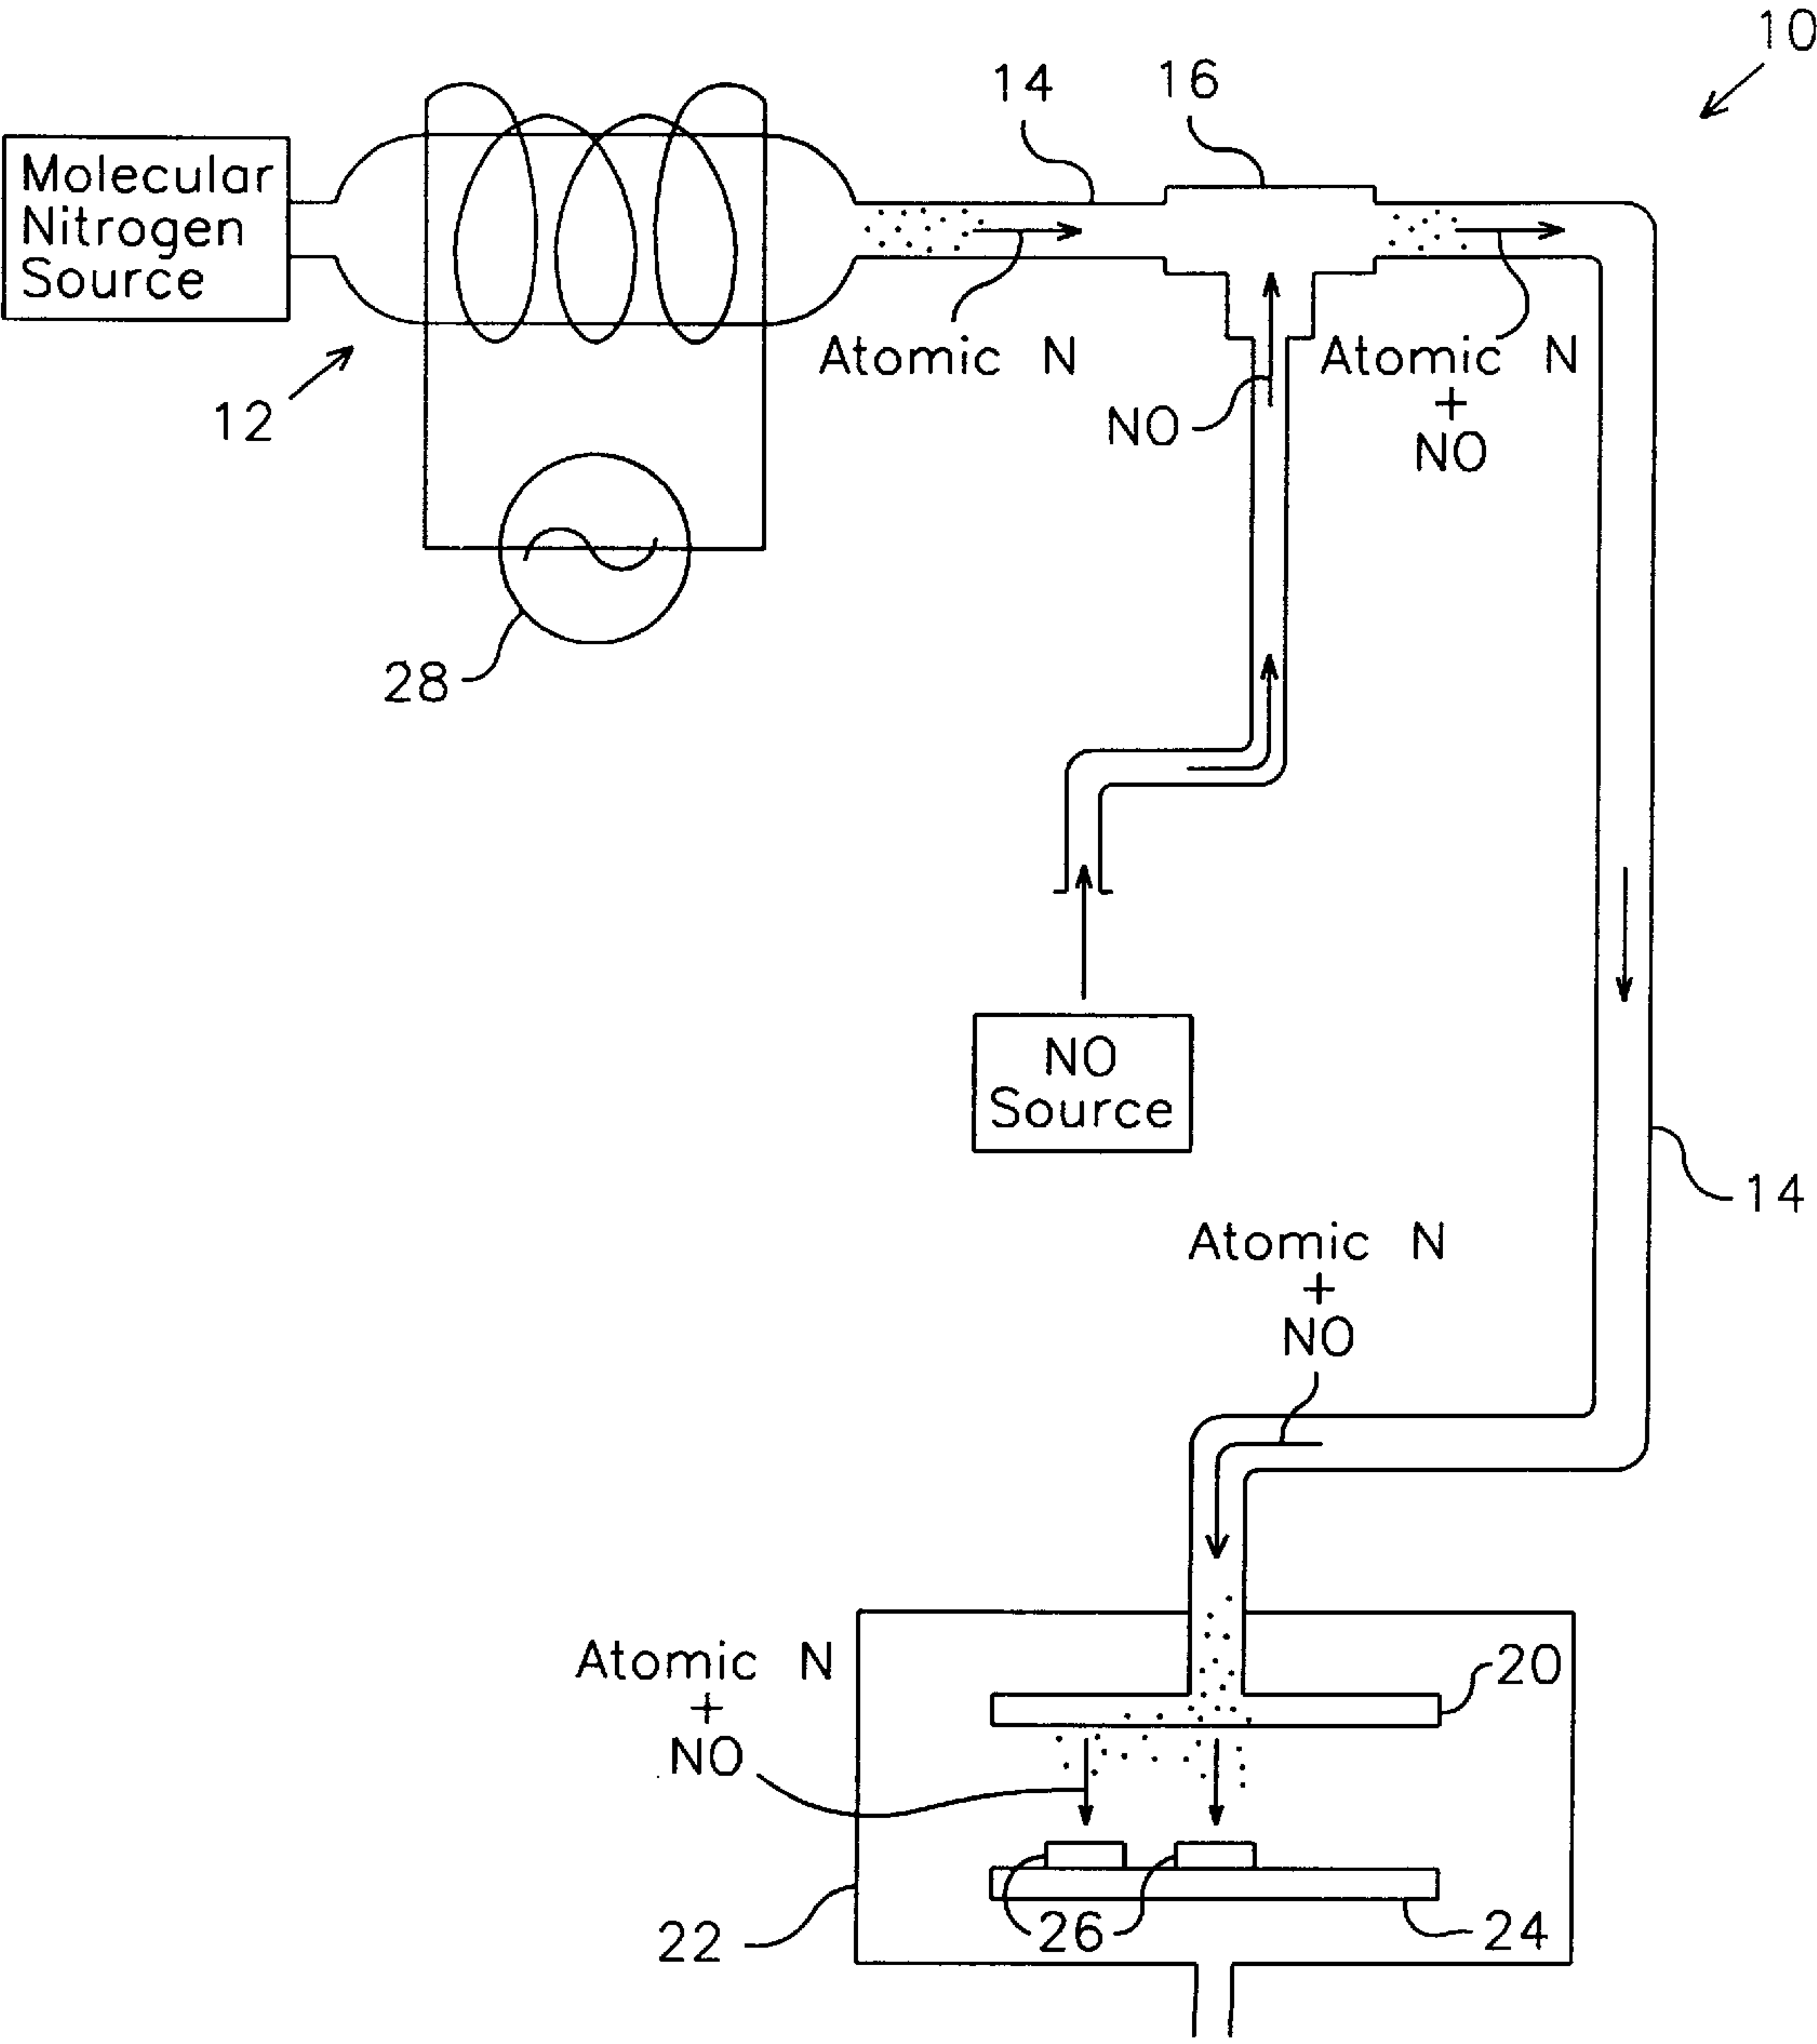 10
14
16
Molecular
Nitrogen
Source
12
Atomic N
NO
Atomic N
+
NO
28
NO
Source
14
Atomic N
+
NO
Atomic N
+
NO
20
22
26
24